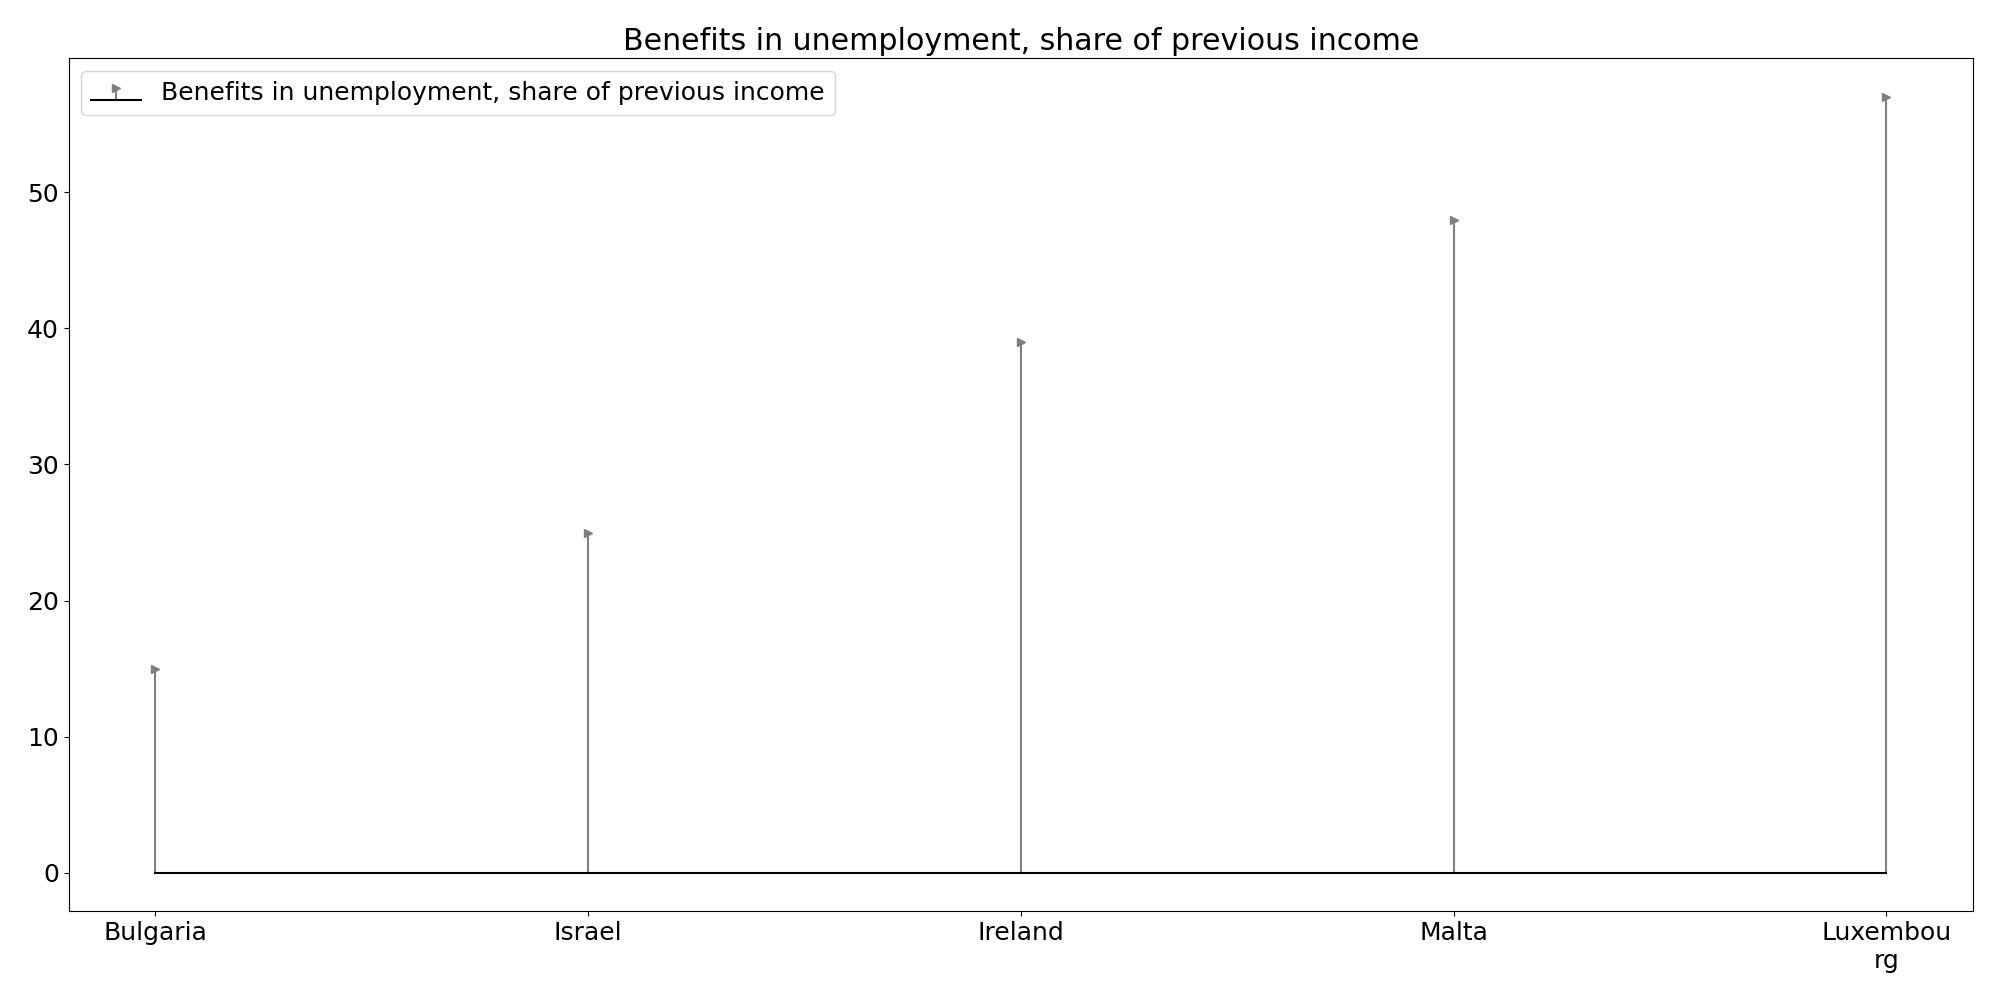 Benefits in unemployment, share of previous income
Benefits in unemployment, share of previous income
50
40
30
20
10
0
Bulgaria
Israel
Ireland
Malta
Luxembou
rg